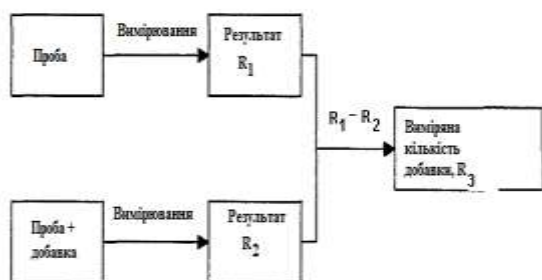 Проба
Вимірювання
Результат
R1
R1 – R2
Виміряна
кількість
добавки, R3
Проба +
добавка
Вимірювання
Результат
R2